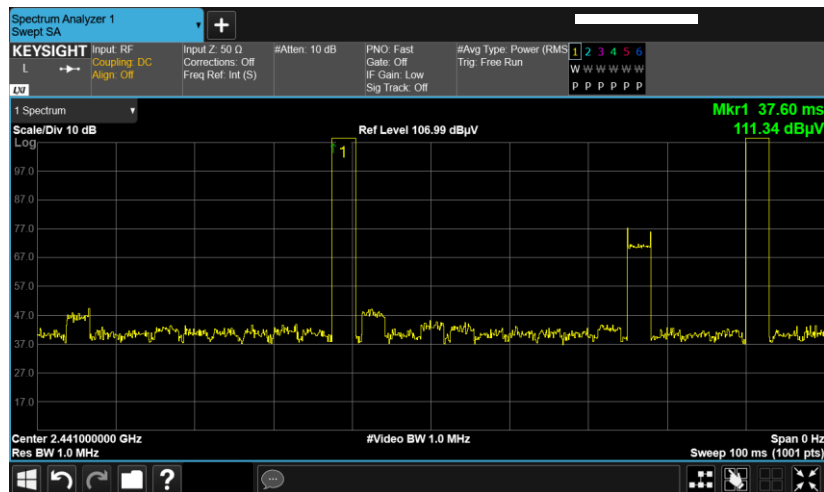 Spectrum Analyzer 1
Swept SA
+
KEYSIGHT Input: RF Input Z: 50 Ω #Atten: 10 dB PNO: Fast #Avg Type: Power (RMS 1 2 3 4 5 6
L Coupling: DC Corrections: Off Gate: Off Trig: Free Run
Align: Off Freq Ref: Int (S) IF Gain: Low W W W W W W
LXI Sig Track: Off P P P P P P
1 Spectrum Mkr1 37.60 ms
Scale/Div 10 dB Ref Level 106.99 dBµV 111.34 dBµV
Log
1
97.0
87.0
77.0
67.0
57.0
47.0
37.0
27.0
17.0
Center 2.441000000 GHz #Video BW 1.0 MHz Span 0 Hz
Res BW 1.0 MHz Sweep 100 ms (1001 pts)
?